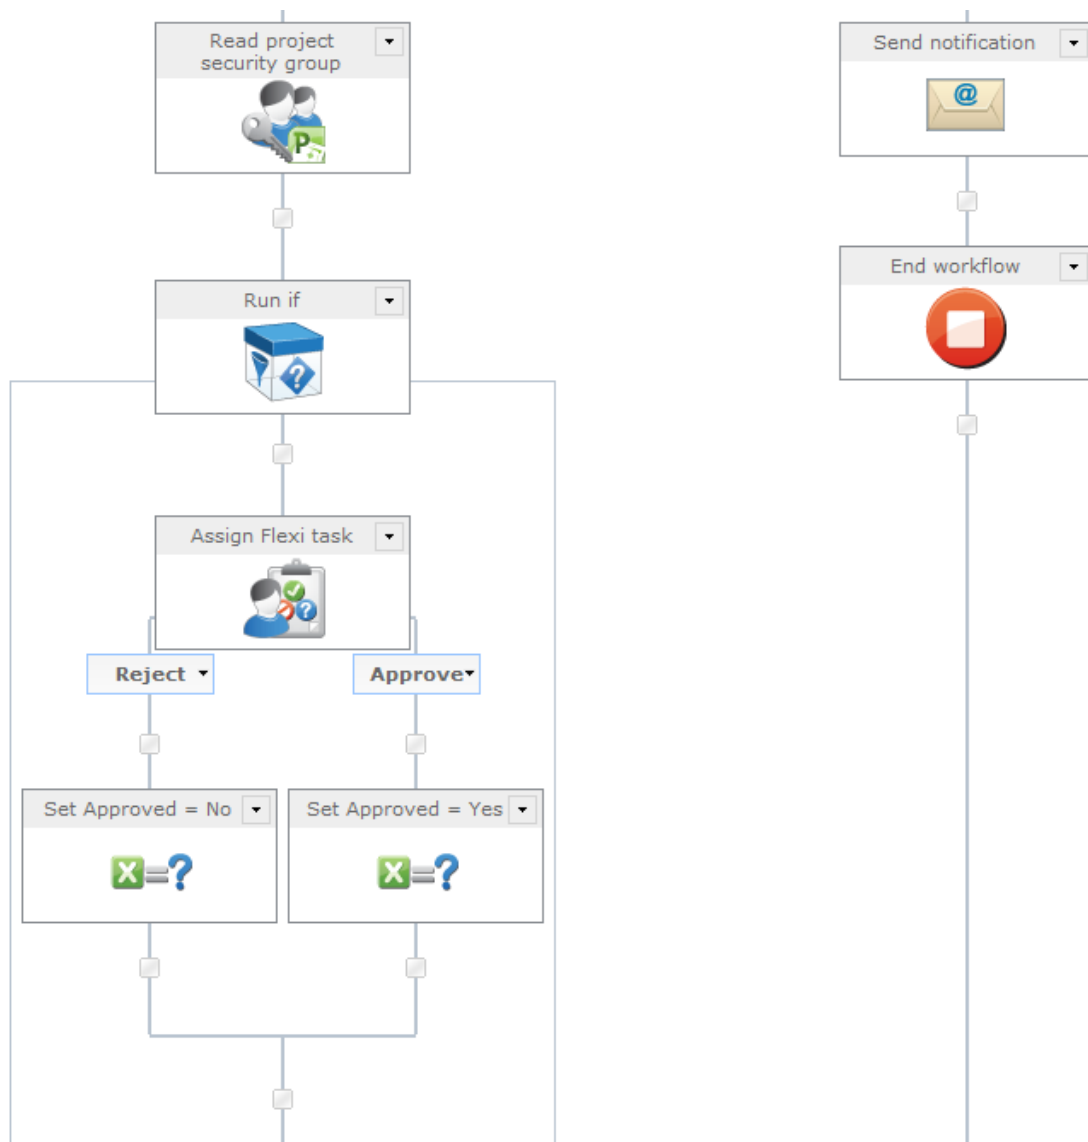 Read project
security group
P
Run if
?
Assign Flexi task
?
Reject
Approve
Set Approved = No
X=?
Set Approved = Yes
X=?
Send notification
@
End workflow